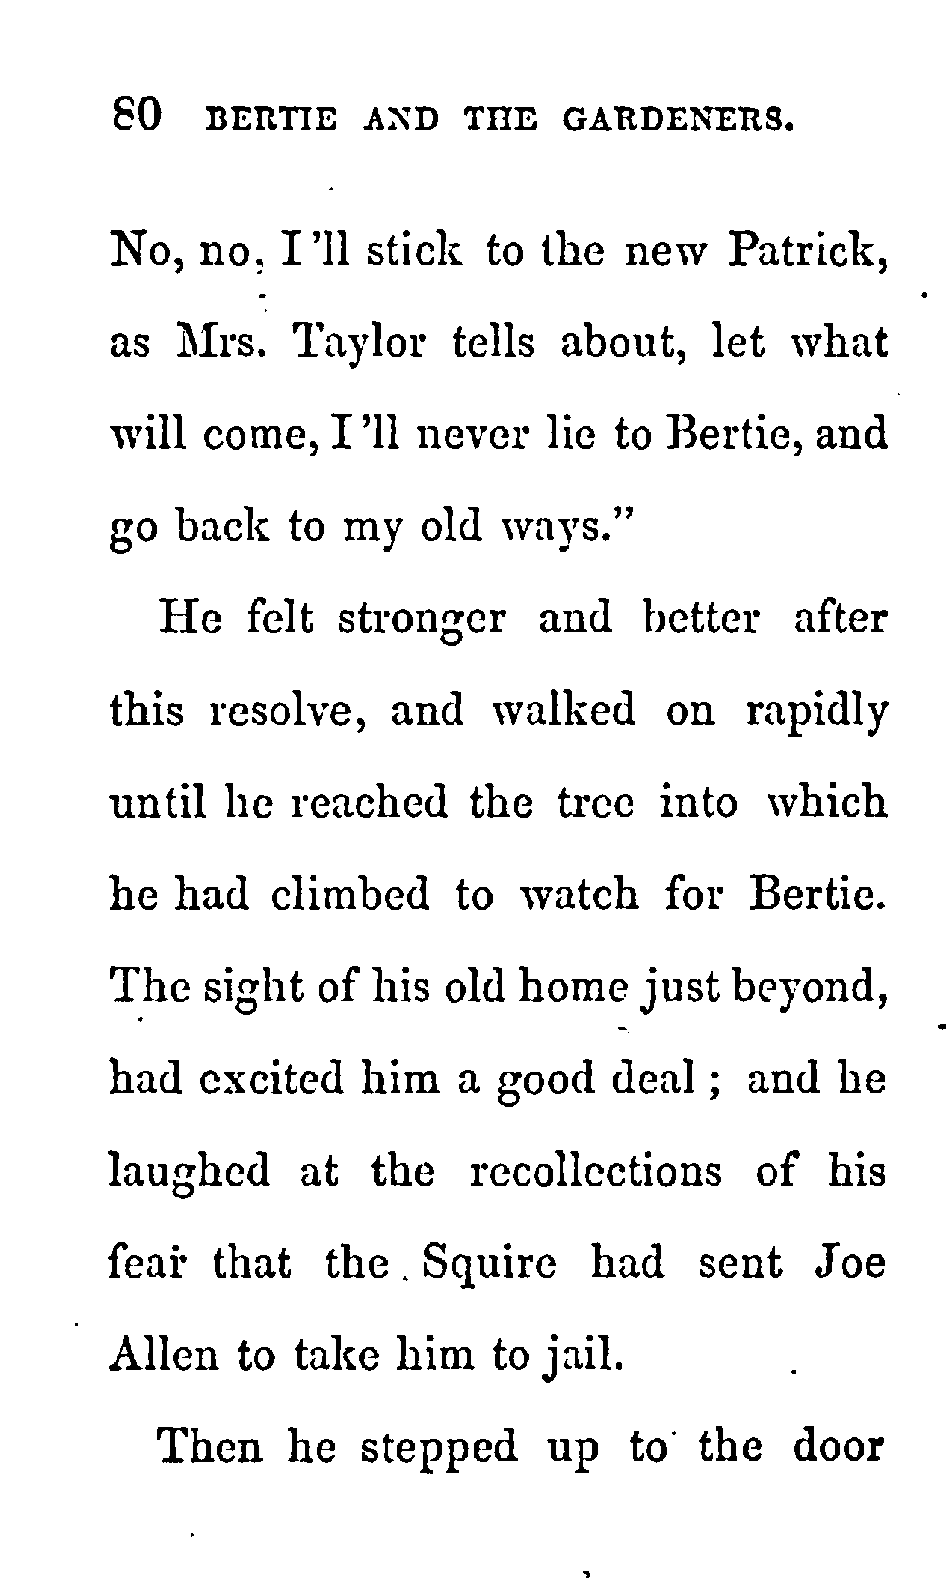 80 BERTIE AND THE GARDENERS.
No, no, I 'll stick to the new Patrick,
as Mrs. Taylor tells about, let what
will come, I 'll never lie to Bertie, and
go back to my old ways.”
He felt stronger and better after
this resolve, and walked on rapidly
until he reached the tree into which
he had climbed to watch for Bertie.
The sight of his old home just beyond,
had excited him a good deal ; and he
laughed at the recollections of his
fear that the Squire had sent Joe
Allen to take him to jail.
Then he stepped up to the door